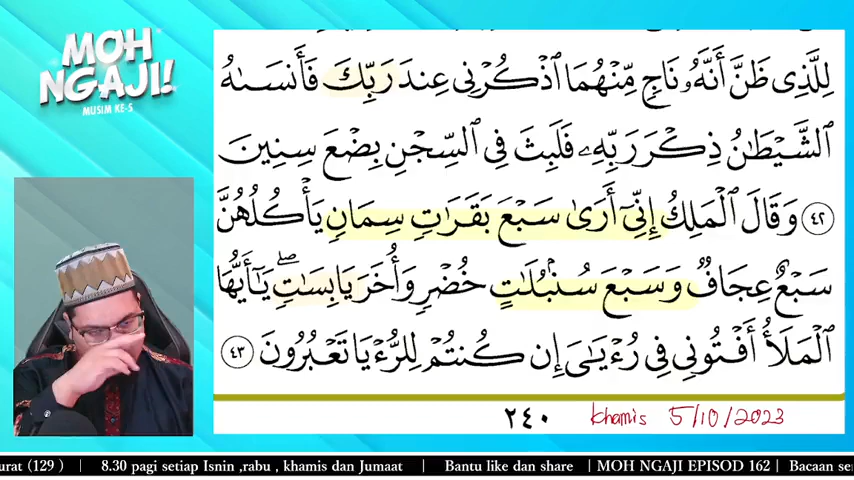 MOH
NGAJI!
MUSIM KE-5
لِلَّذِى ظَنَّ أَنَّهُۥ نَاجٍ مِّنْهُمَا ٱذْكُرْنِى عِندَ رَبِّكَ فَأَنسَىٰهُ
ٱلشَّيْطَٰنُ ذِكْرَ رَبِّهِۦ فَلَبِثَ فِى ٱلسِّجْنِ بِضْعَ سِنِينَ
٤٢ وَقَالَ ٱلْمَلِكُ إِنِّىٓ أَرَىٰ سَبْعَ بَقَرَٰتٍ سِمَانٍ يَأْكُلُهُنَّ
سَبْعٌ عِجَافٌ وَسَبْعَ سُنۢبُلَٰتٍ خُضْرٍ وَأُخَرَ يَابِسَٰتٍ ۖ يَٰٓأَيُّهَا
ٱلْمَلَأُ أَفْتُونِى فِى رُءْيَٰىَ إِن كُنتُمْ لِلرُّءْيَا تَعْبُرُونَ ٤٣
٢٤٠
khamis 5/10/2023
urat (129 ) | 8.30 pagi setiap Isnin ,rabu , khamis dan Jumaat | Bantu like dan share | MOH NGAJI EPISOD 162 | Bacaan se